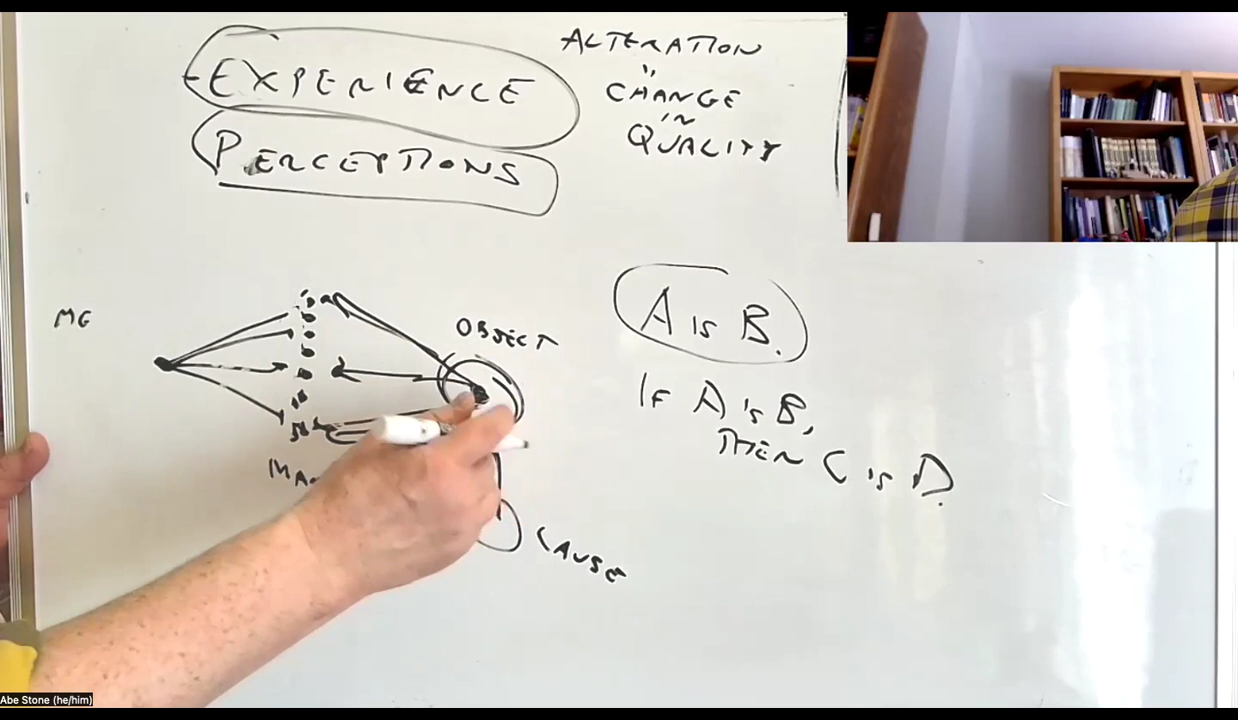 EXPERIENCE
PERCEPTIONS
ALTERATION
"
CHANGE
IN
QUALITY
ME
OBJECT
CAUSE
A IS B.
IF A IS B,
THEN C IS D.
Abe Stone (he/him)